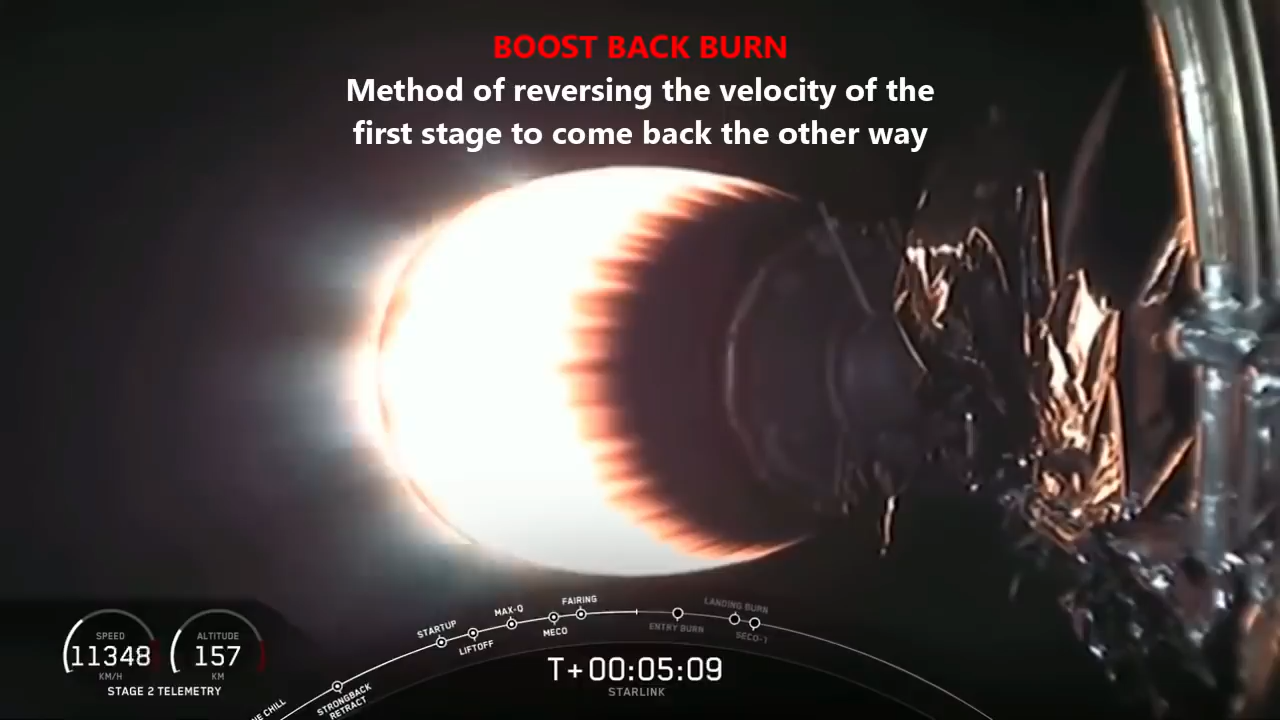 BOOST BACK BURN
Method of reversing the velocity of the
first stage to come back the other way
STARTUP
LIFTOFF
MAX-Q
MECO
FAIRING
ENTRY BURN
LANDING BURN
SECO-1
STRONGBACK
RETRACT
CHILL
SPEED
11348
KM/H
ALTITUDE
157
KM
STAGE 2 TELEMETRY
T+00:05:09
STARLINK